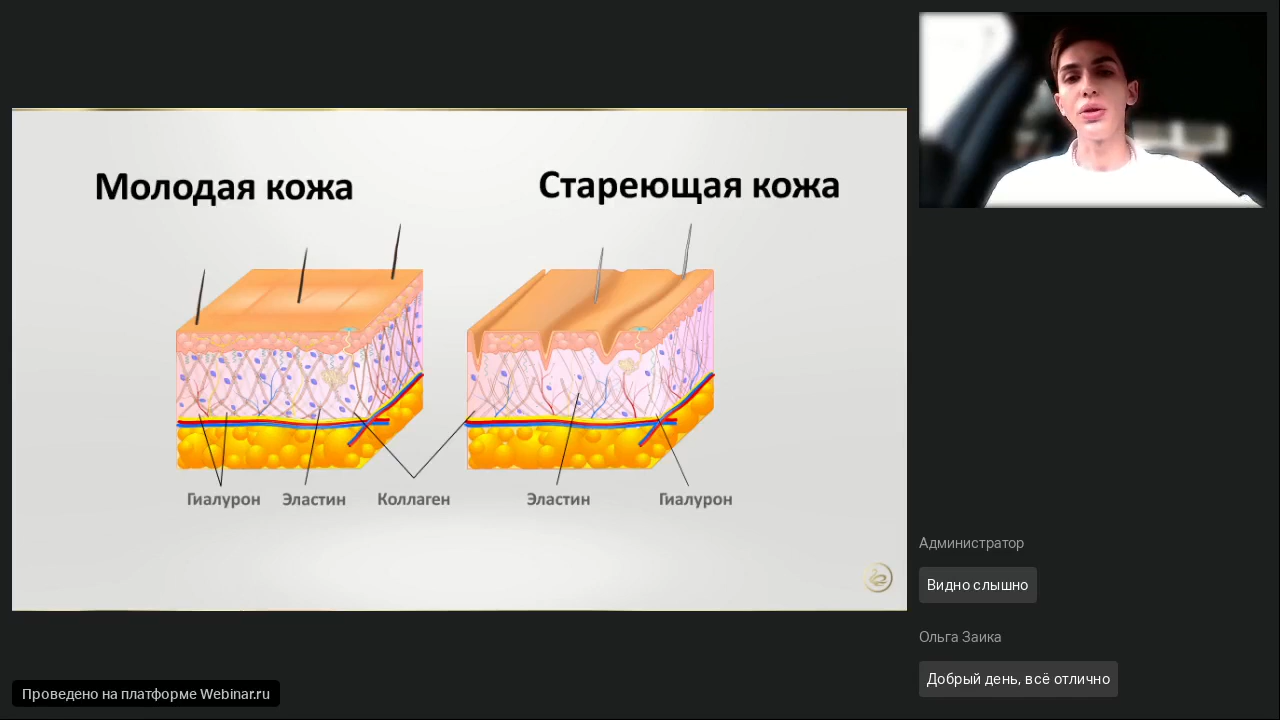 Молодая кожа
Стареющая кожа
Гиалурон
Эластин
Коллаген
Эластин
Гиалурон
Администратор
Видно слышно
Ольга Заика
Добрый день, всё отлично
Проведено на платформе Webinar.ru